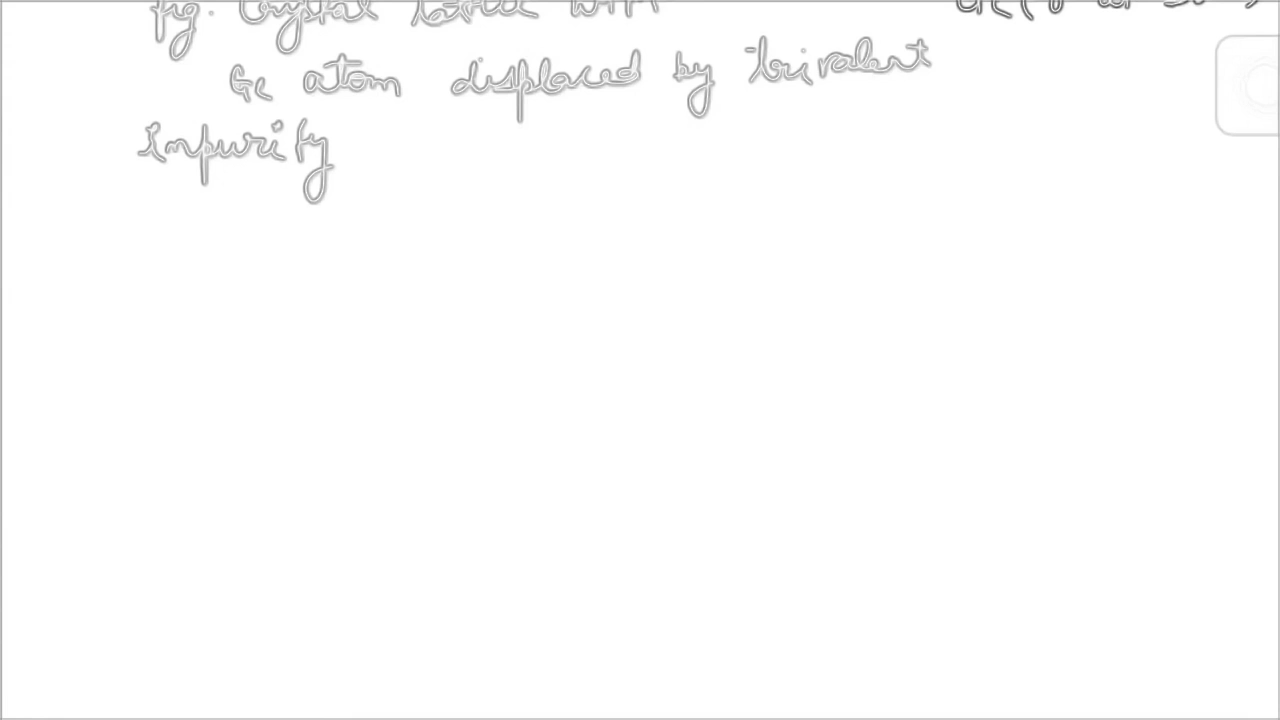 fig. Crystal lattice with
Ge atom displaced by trivalent
Impurity